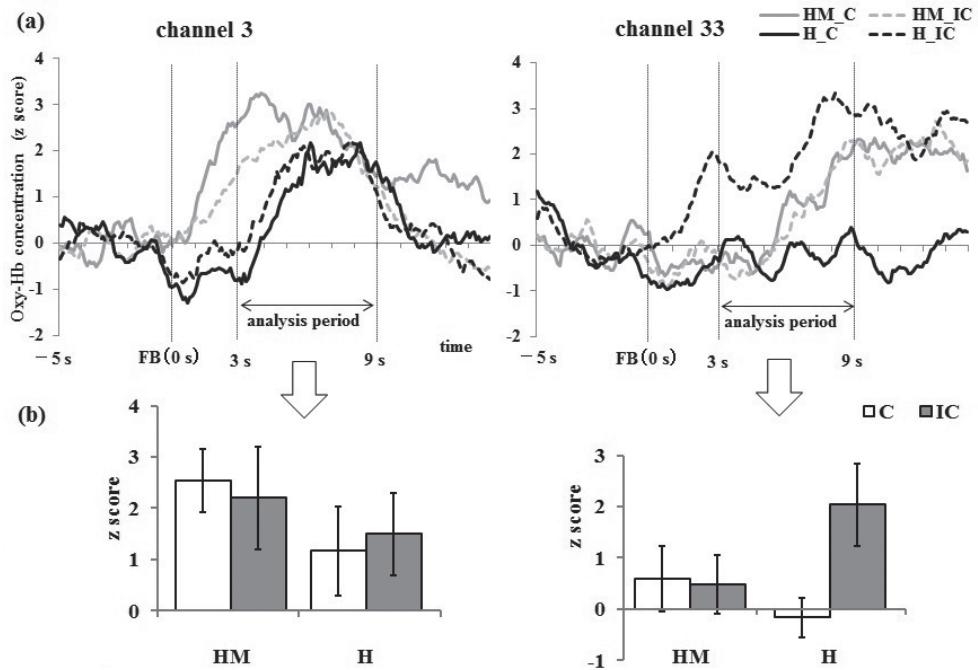 (a)
channel 3
channel 33
HM_C
HM_IC
H_C
H_IC
Oxy-Hb concentration (z score)
4
3
2
1
0
-1
-2
analysis period
−5 s
FB(0 s)
3 s
9 s
time
4
3
2
1
0
-1
-2
analysis period
−5 s
FB(0 s)
3 s
9 s
(b)
C
IC
z score
4
3
2
1
0
HM
H
z score
3
2
1
0
-1
HM
H